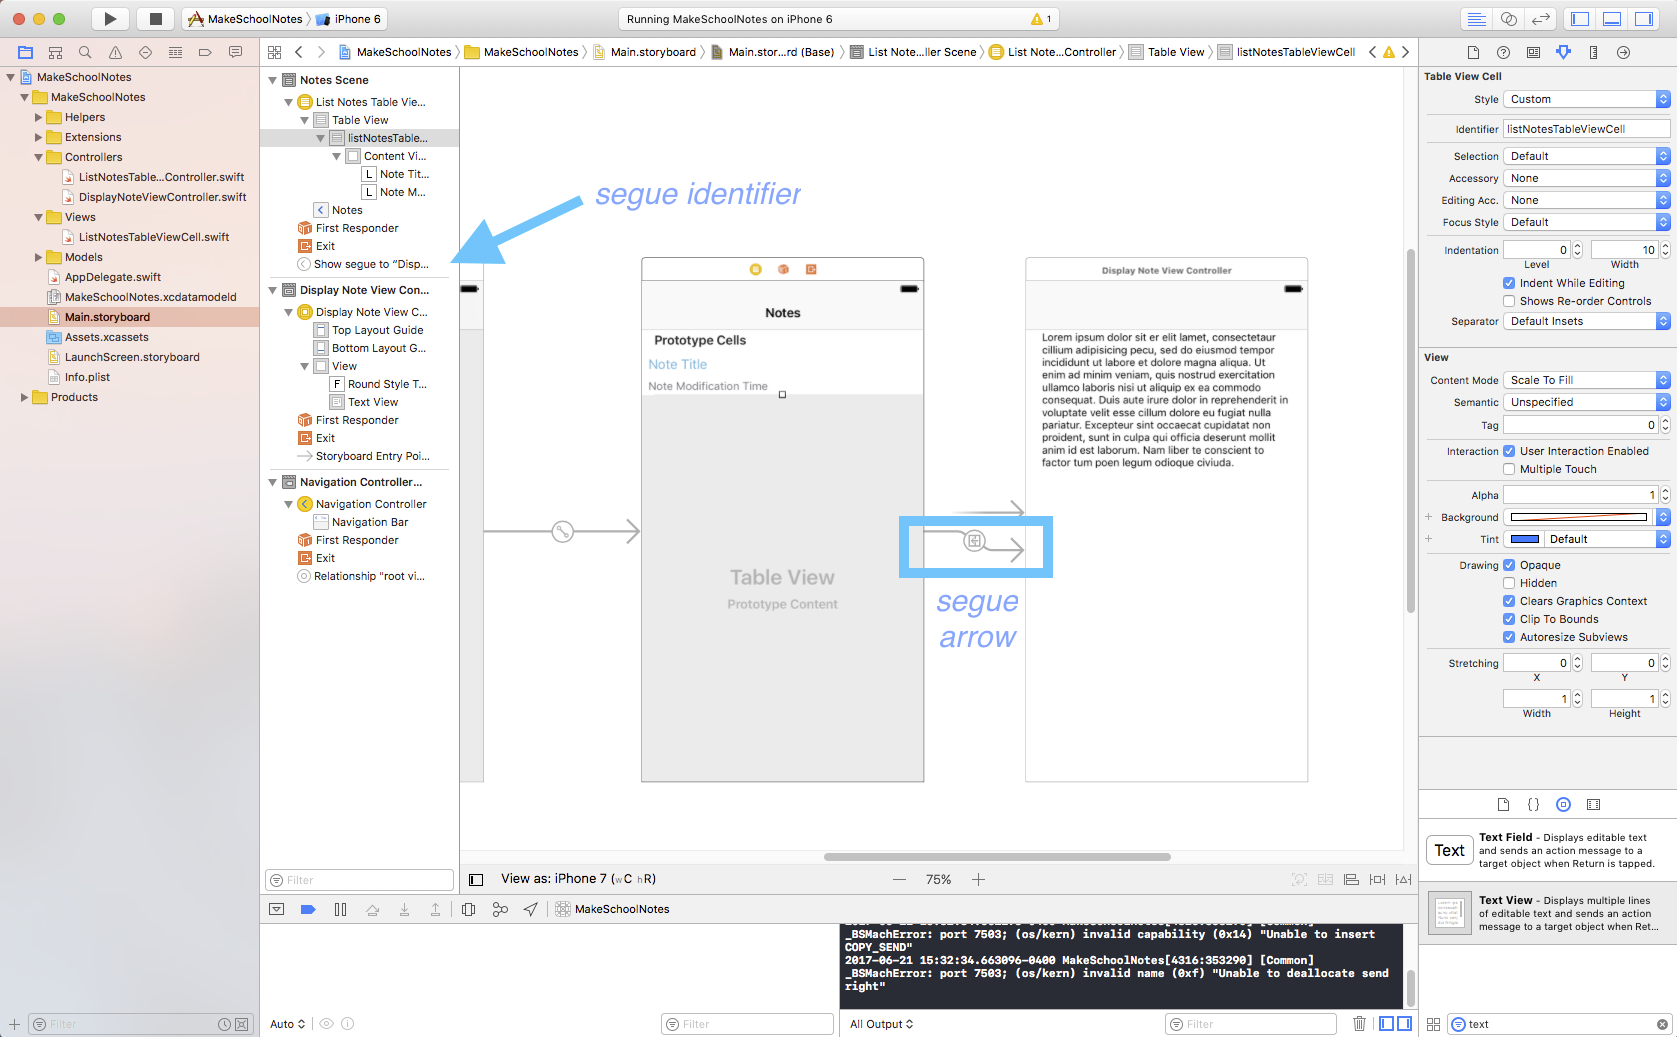 MakeSchoolNotes
iPhone 6
Running MakeSchoolNotes on iPhone 6
1
MakeSchoolNotes
MakeSchoolNotes
Main.storyboard
Main.stor...rd (Base)
List Note...ller Scene
List Note...Controller
Table View
listNotesTableViewCell
MakeSchoolNotes
MakeSchoolNotes
Helpers
Extensions
Controllers
ListNotesTable...Controller.swift
DisplayNoteViewController.swift
Views
ListNotesTableViewCell.swift
Models
AppDelegate.swift
MakeSchoolNotes.xcdatamodeld
Main.storyboard
Assets.xcassets
LaunchScreen.storyboard
Info.plist
Products
Filter
Notes Scene
List Notes Table Vie...
Table View
listNotesTable...
Content Vi...
L Note Tit...
L Note M...
Notes
First Responder
Exit
Show segue to "Disp...
Display Note View Con...
Display Note View C...
Top Layout Guide
Bottom Layout G...
View
F Round Style T...
Text View
First Responder
Exit
Storyboard Entry Poi...
Navigation Controller...
Navigation Controller
Navigation Bar
First Responder
Exit
Relationship "root vi...
Filter
segue identifier
Notes
Prototype Cells
Note Title
Note Modification Time
Table View
Prototype Content
segue
arrow
Display Note View Controller
Lorem ipsum dolor sit er elit lamet, consectetaur
cillium adipisicing pecu, sed do eiusmod tempor
incididunt ut labore et dolore magna aliqua. Ut
enim ad minim veniam, quis nostrud exercitation
ullamco laboris nisi ut aliquip ex ea commodo
consequat. Duis aute irure dolor in reprehenderit in
voluptate velit esse cillum dolore eu fugiat nulla
pariatur. Excepteur sint occaecat cupidatat non
proident, sunt in culpa qui officia deserunt mollit
anim id est laborum. Nam liber te conscient to
factor tum poen legum odioque civiuda.
View as: iPhone 7 (wC hR)
75%
MakeSchoolNotes
_BSMachError: port 7503; (os/kern) invalid capability (0x14) "Unable to insert
COPY_SEND"
2017-06-21 15:32:34.663096-0400 MakeSchoolNotes[4316:353290] [Common]
_BSMachError: port 7503; (os/kern) invalid name (0xf) "Unable to deallocate send
right"
Auto
Filter
All Output
Filter
Table View Cell
Style Custom
Identifier listNotesTableViewCell
Selection Default
Accessory None
Editing Acc. None
Focus Style Default
Indentation 0 10
Level Width
Indent While Editing
Shows Re-order Controls
Separator Default Insets
View
Content Mode Scale To Fill
Semantic Unspecified
Tag 0
Interaction User Interaction Enabled
Multiple Touch
Alpha 1
Background
Tint Default
Drawing Opaque
Hidden
Clears Graphics Context
Clip To Bounds
Autoresize Subviews
Stretching 0 0
X Y
1 1
Width Height
Text
Text Field - Displays editable text
and sends an action message to a
target object when Return is tapped.
Text View - Displays multiple lines
of editable text and sends an action
message to a target object when Ret...
text